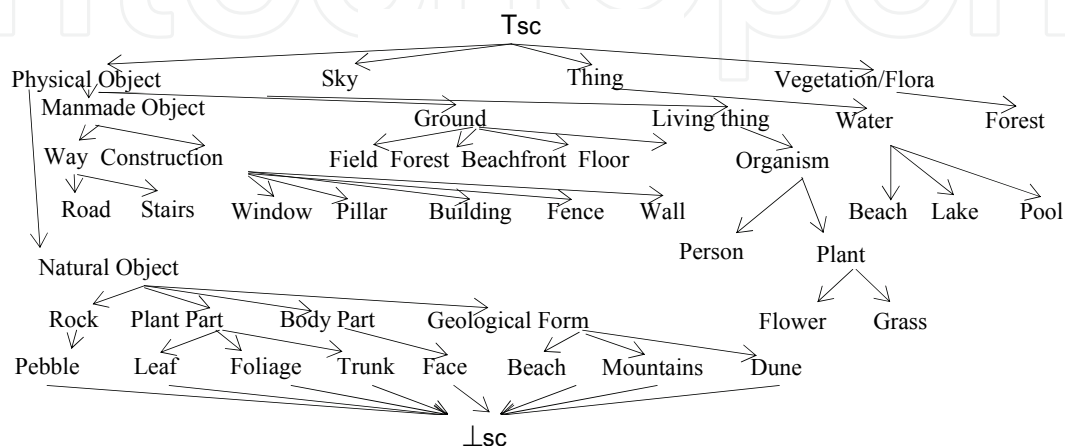 Tsc
Physical Object Sky Thing Vegetation/Flora
Manmade Object Ground Living thing Water Forest
Way Construction Field Forest Beachfront Floor Organism
Road Stairs Window Pillar Building Fence Wall Beach Lake Pool
Person Plant
Natural Object
Rock Plant Part Body Part Geological Form Flower Grass
Pebble Leaf Foliage Trunk Face Beach Mountains Dune
⊥sc